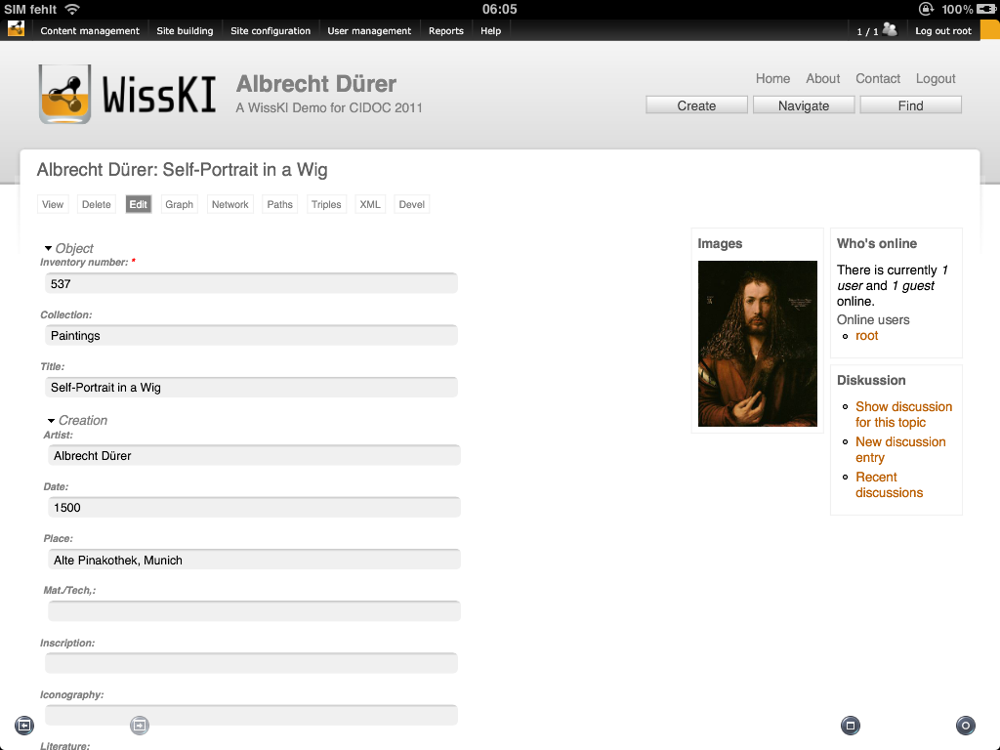 SIM fehlt 06:05 100%
Content management Site building Site configuration User management Reports Help 1 / 1 Log out root
WissKI
Albrecht Dürer
A WissKI Demo for CIDOC 2011
Home About Contact Logout
Create Navigate Find
Albrecht Dürer: Self-Portrait in a Wig
View Delete Edit Graph Network Paths Triples XML Devel
Object
Inventory number: *
537
Collection:
Paintings
Title:
Self-Portrait in a Wig
Creation
Artist:
Albrecht Dürer
Date:
1500
Place:
Alte Pinakothek, Munich
Mat./Tech,:
Inscription:
Iconography:
Literature:
Images
Who's online
There is currently 1
user and 1 guest
online.
Online users
root
Diskussion
Show discussion
for this topic
New discussion
entry
Recent
discussions